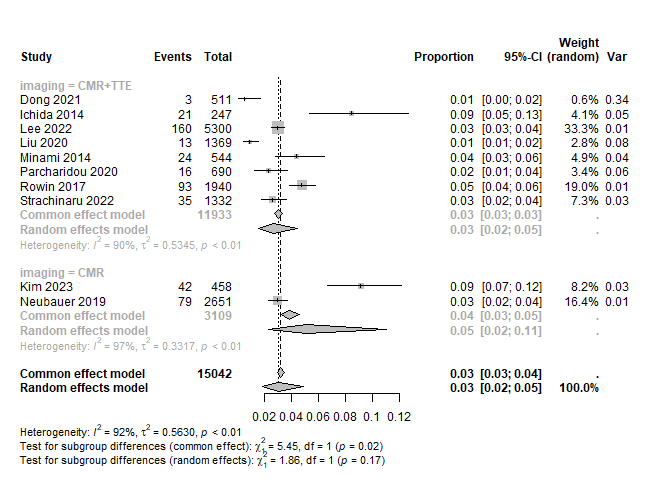 Weight
Study Events Total Proportion 95%-CI (random) Var
imaging = CMR+TTE
Dong 2021 3 511 0.01 [0.00; 0.02] 0.6% 0.34
Ichida 2014 21 247 0.09 [0.05; 0.13] 4.1% 0.05
Lee 2022 160 5300 0.03 [0.03; 0.04] 33.3% 0.01
Liu 2020 13 1369 0.01 [0.01; 0.02] 2.8% 0.08
Minami 2014 24 544 0.04 [0.03; 0.06] 4.9% 0.04
Parcharidou 2020 16 690 0.02 [0.01; 0.04] 3.4% 0.06
Rowin 2017 93 1940 0.05 [0.04; 0.06] 19.0% 0.01
Strachinaru 2022 35 1332 0.03 [0.02; 0.04] 7.3% 0.03
Common effect model 11933 0.03 [0.03; 0.03] .
Random effects model 0.03 [0.02; 0.05] .
Heterogeneity: I² = 90%, τ² = 0.5345, p < 0.01
imaging = CMR
Kim 2023 42 458 0.09 [0.07; 0.12] 8.2% 0.03
Neubauer 2019 79 2651 0.03 [0.02; 0.04] 16.4% 0.01
Common effect model 3109 0.04 [0.03; 0.05] .
Random effects model 0.05 [0.02; 0.11] .
Heterogeneity: I² = 97%, τ² = 0.3317, p < 0.01
Common effect model 15042 0.03 [0.03; 0.04] .
Random effects model 0.03 [0.02; 0.05] 100.0%
0.02 0.04 0.06 0.08 0.1 0.12
Heterogeneity: I² = 92%, τ² = 0.5630, p < 0.01
Test for subgroup differences (common effect): χ²₁ = 5.45, df = 1 (p = 0.02)
Test for subgroup differences (random effects): χ²₁ = 1.86, df = 1 (p = 0.17)